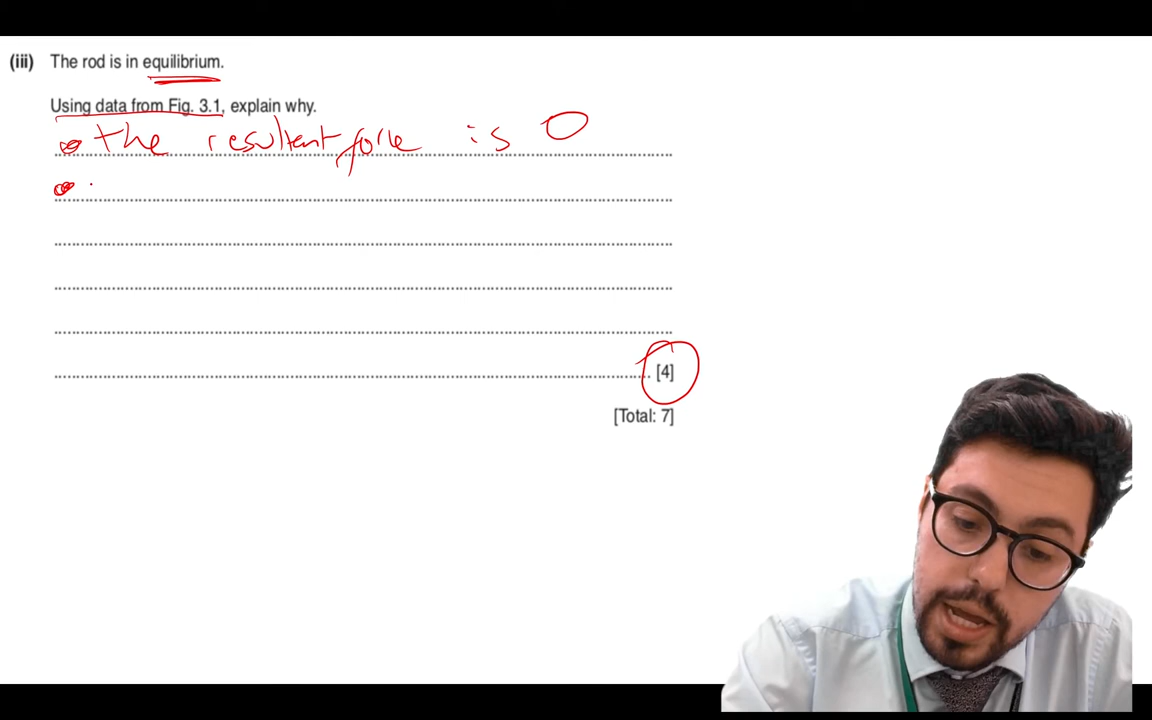 (iii) The rod is in equilibrium.
Using data from Fig. 3.1, explain why.
the resultent force is 0
[4]
[Total: 7]